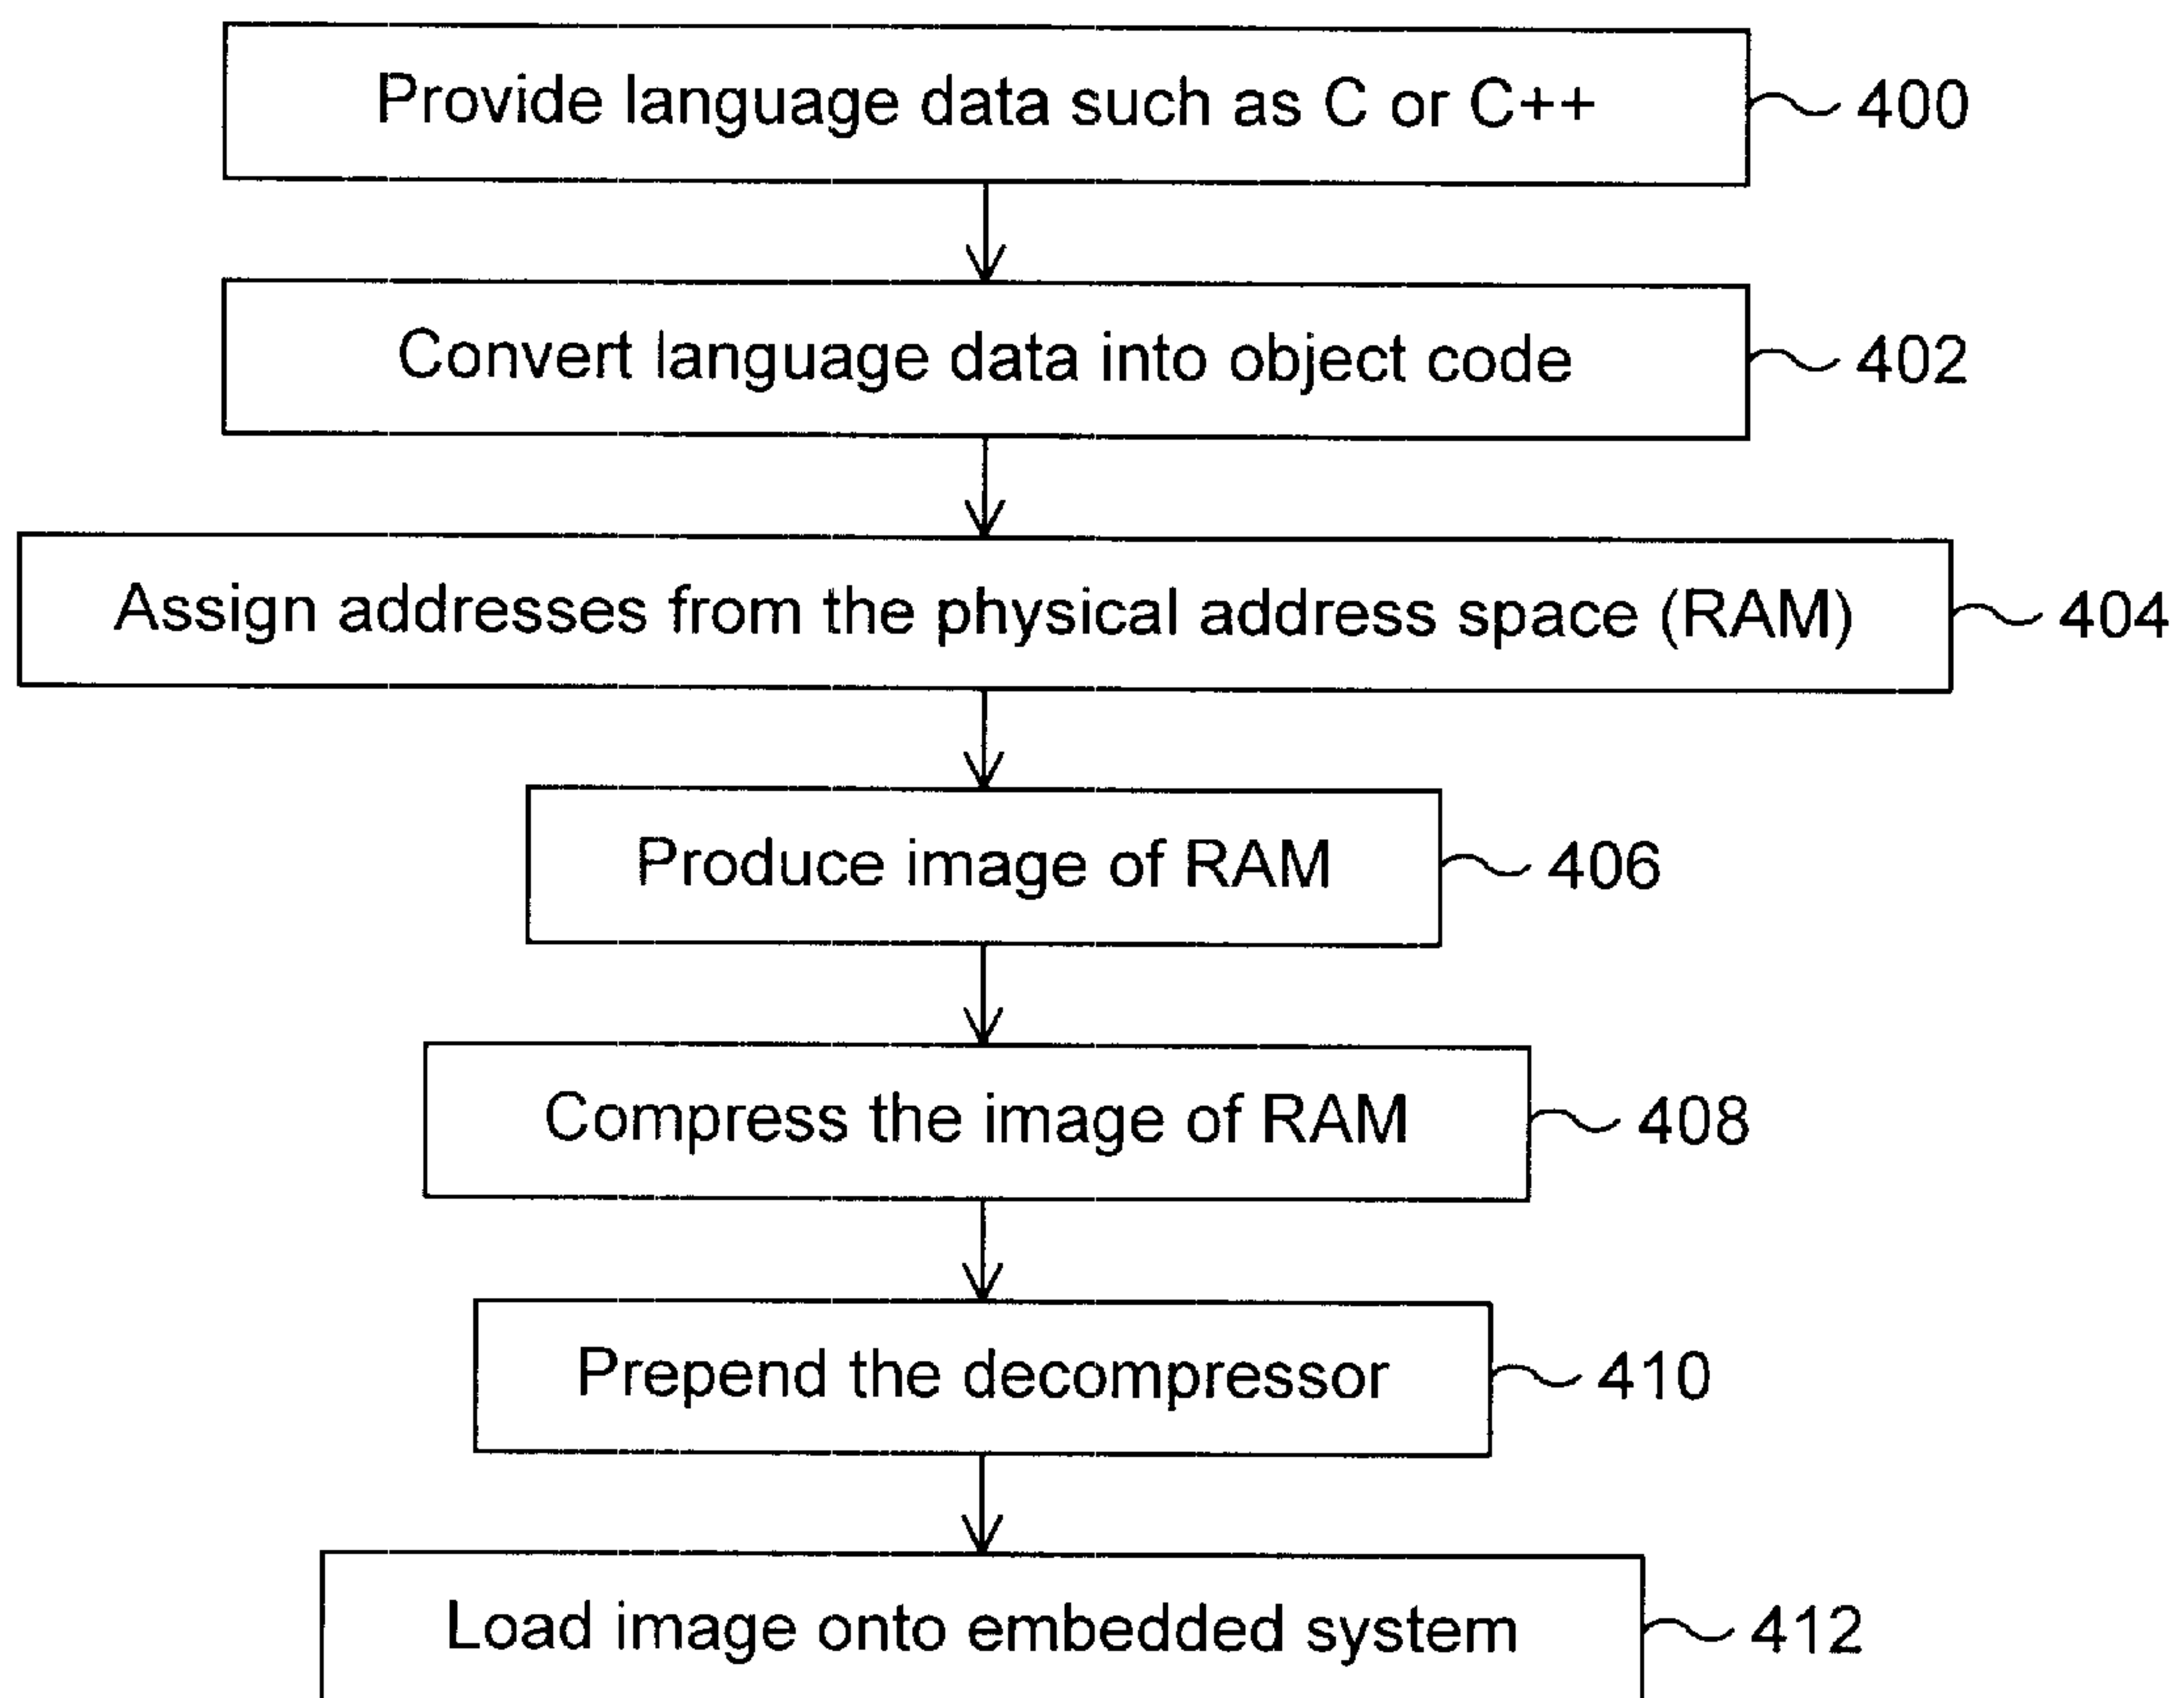 Provide language data such as C or C++ 400
Convert language data into object code 402
Assign addresses from the physical address space (RAM) 404
Produce image of RAM 406
Compress the image of RAM 408
Prepend the decompressor 410
Load image onto embedded system 412